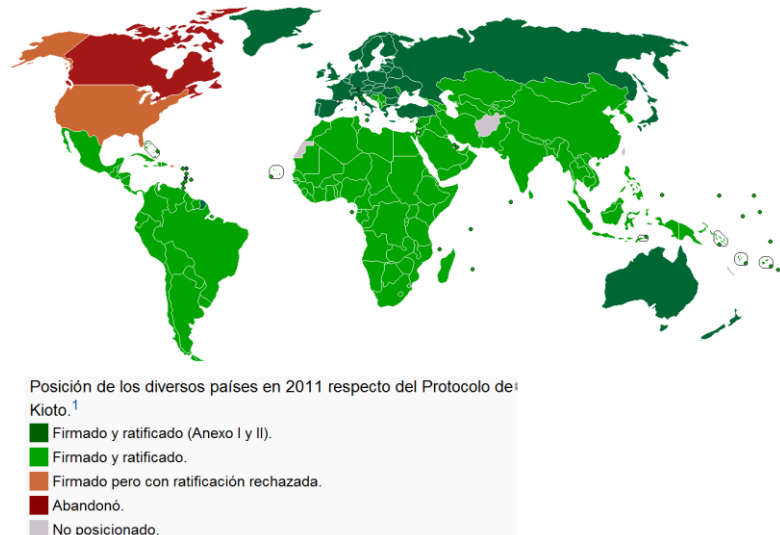 Posición de los diversos países en 2011 respecto del Protocolo de
Kioto.1
Firmado y ratificado (Anexo I y II).
Firmado y ratificado.
Firmado pero con ratificación rechazada.
Abandonó.
No posicionado.